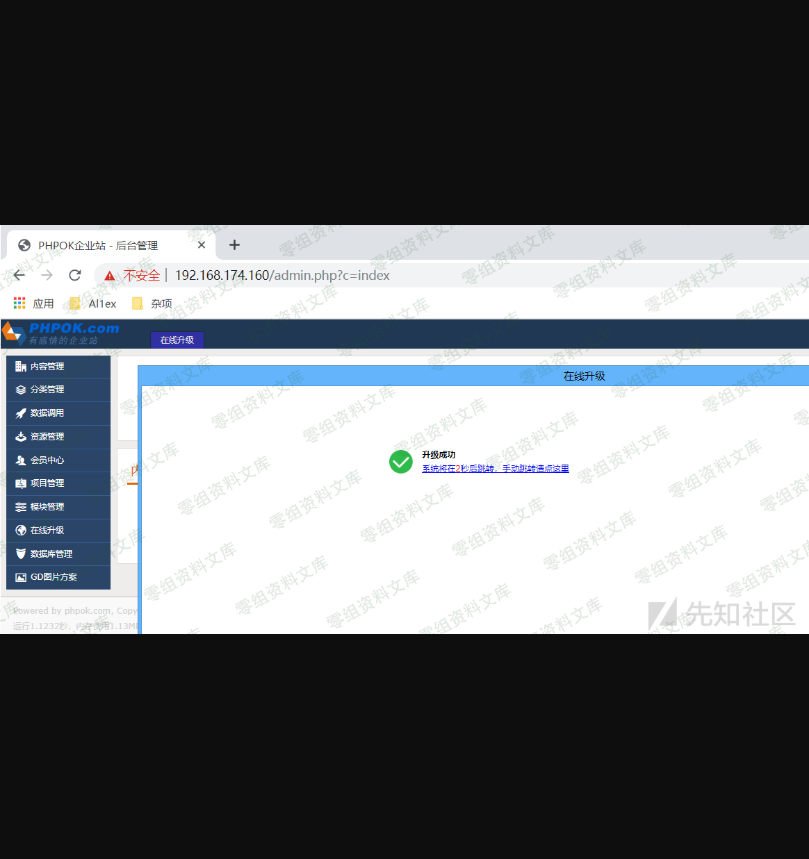 PHPOK企业站 - 后台管理
不安全 | 192.168.174.160/admin.php?c=index
应用 Al1ex 杂项
PHPOK.com
有感情的企业站
在线升级
内容管理
分类管理
数据调用
资源管理
会员中心
项目管理
模块管理
在线升级
数据库管理
GD图片方案
在线升级
升级成功
系统将在2秒后跳转，手动跳转请点这里
Powered by phpok.com, Copy
运行1.1232秒, 内存使用1.13M
零组资料文库
先知社区